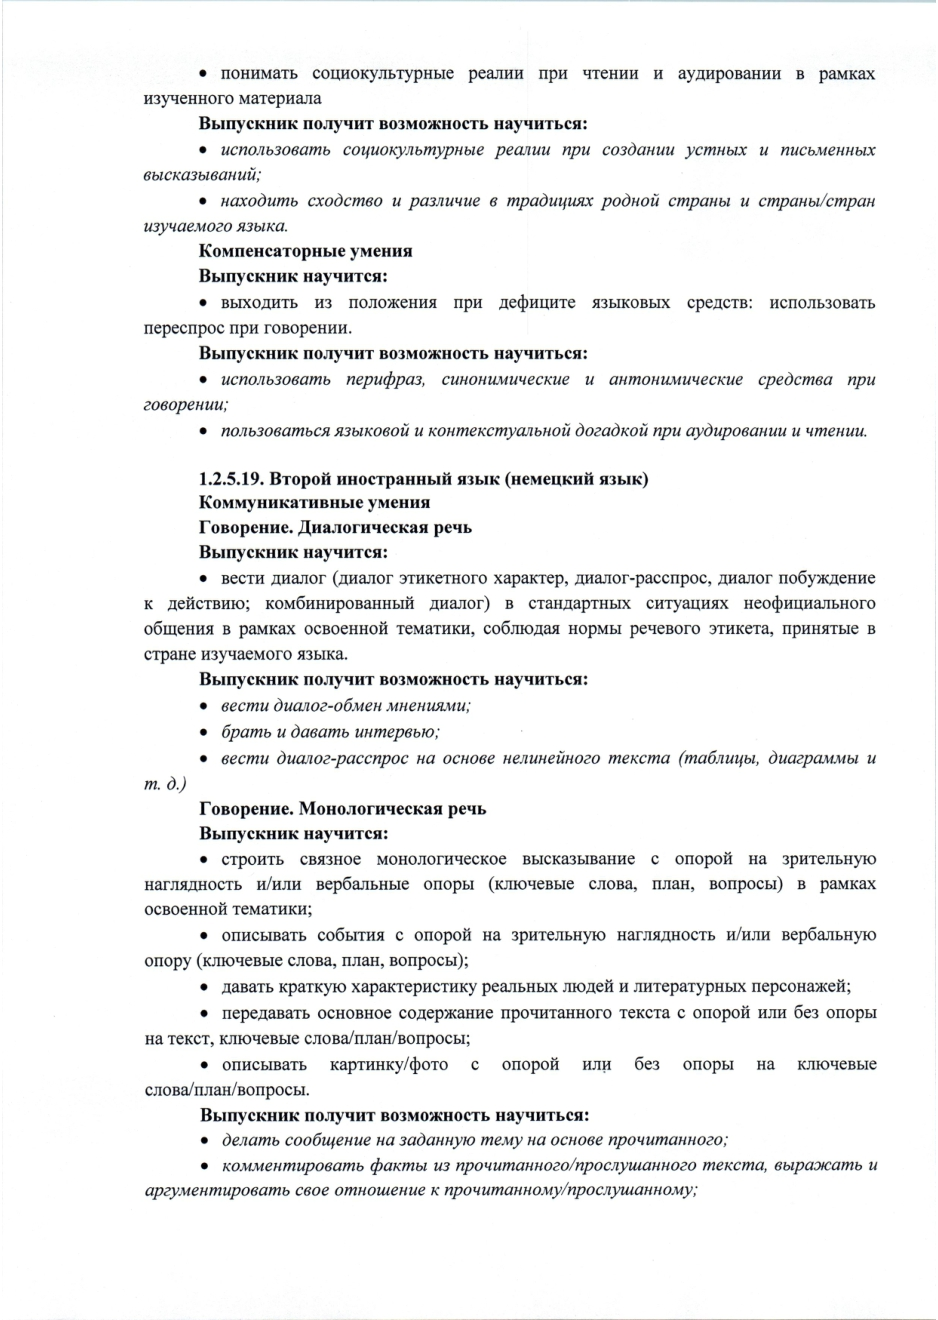 • понимать социокультурные реалии при чтении и аудировании в рамках
изученного материала
Выпускник получит возможность научиться:
• использовать социокультурные реалии при создании устных и письменных
высказываний;
• находить сходство и различие в традициях родной страны и страны/стран
изучаемого языка.
Компенсаторные умения
Выпускник научится:
• выходить из положения при дефиците языковых средств: использовать
переспрос при говорении.
Выпускник получит возможность научиться:
• использовать перифраз, синонимические и антонимические средства при
говорении;
• пользоваться языковой и контекстуальной догадкой при аудировании и чтении.
1.2.5.19. Второй иностранный язык (немецкий язык)
Коммуникативные умения
Говорение. Диалогическая речь
Выпускник научится:
• вести диалог (диалог этикетного характер, диалог-расспрос, диалог побуждение
к действию; комбинированный диалог) в стандартных ситуациях неофициального
общения в рамках освоенной тематики, соблюдая нормы речевого этикета, принятые в
стране изучаемого языка.
Выпускник получит возможность научиться:
• вести диалог-обмен мнениями;
• брать и давать интервью;
• вести диалог-расспрос на основе нелинейного текста (таблицы, диаграммы и
т. д.)
Говорение. Монологическая речь
Выпускник научится:
• строить связное монологическое высказывание с опорой на зрительную
наглядность и/или вербальные опоры (ключевые слова, план, вопросы) в рамках
освоенной тематики;
• описывать события с опорой на зрительную наглядность и/или вербальную
опору (ключевые слова, план, вопросы);
• давать краткую характеристику реальных людей и литературных персонажей;
• передавать основное содержание прочитанного текста с опорой или без опоры
на текст, ключевые слова/план/вопросы;
• описывать картинку/фото с опорой или без опоры на ключевые
слова/план/вопросы.
Выпускник получит возможность научиться:
• делать сообщение на заданную тему на основе прочитанного;
• комментировать факты из прочитанного/прослушанного текста, выражать и
аргументировать свое отношение к прочитанному/прослушанному;